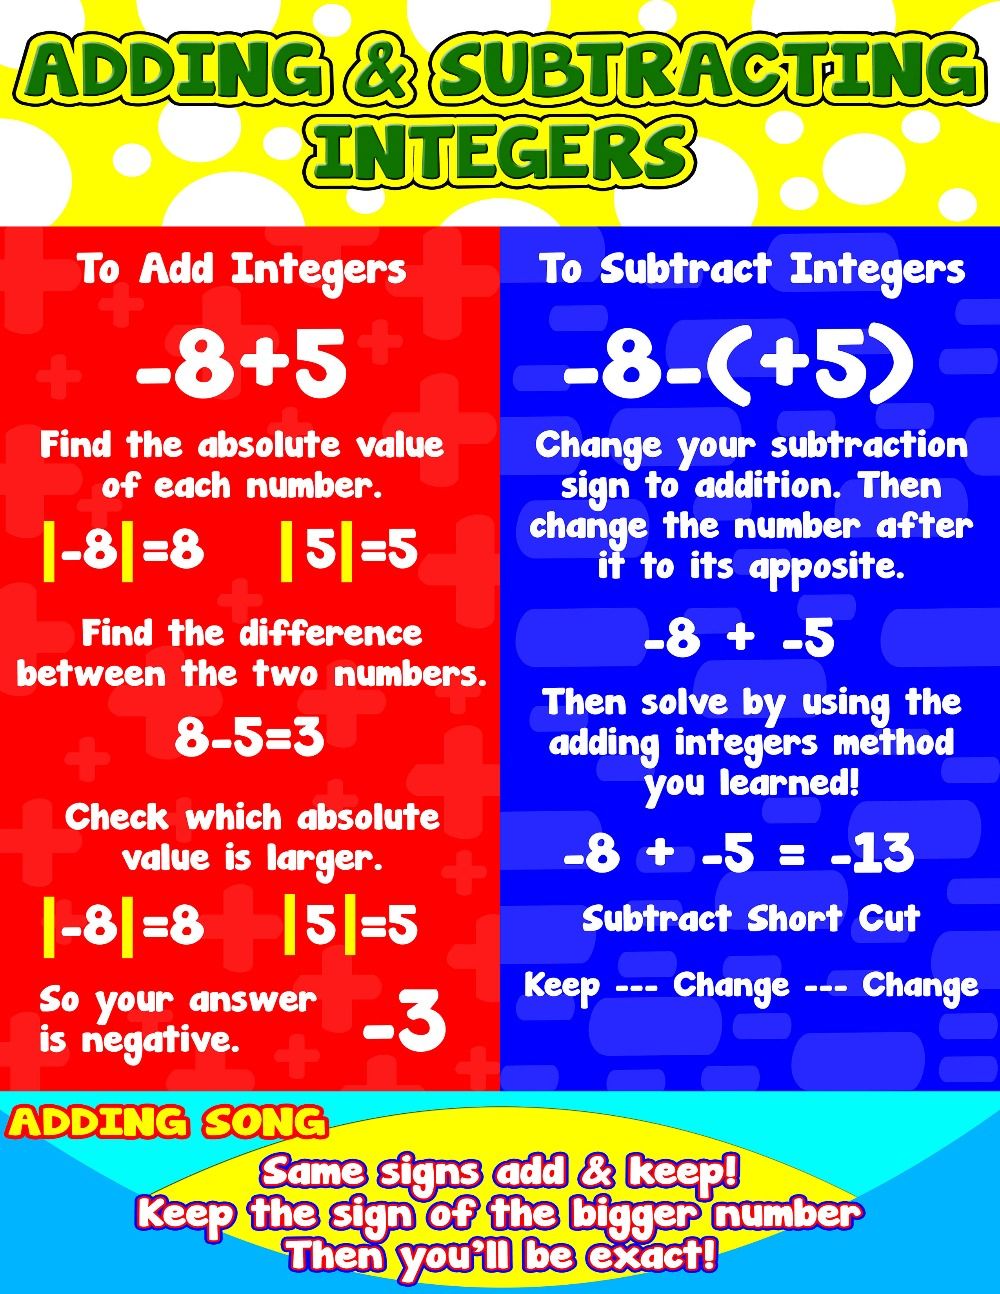 ADDING & SUBTRACTING
INTEGERS
To Add Integers
-8+5
Find the absolute value
of each number.
|-8|=8 |5|=5
Find the difference
between the two numbers.
8-5=3
Check which absolute
value is larger.
|-8|=8 |5|=5
So your answer
is negative.
-3
To Subtract Integers
-8-(+5)
Change your subtraction
sign to addition. Then
change the number after
it to its apposite.
-8 + -5
Then solve by using the
adding integers method
you learned!
-8 + -5 = -13
Subtract Short Cut
Keep --- Change --- Change
ADDING SONG
Same signs add & keep!
Keep the sign of the bigger number
Then you'll be exact!